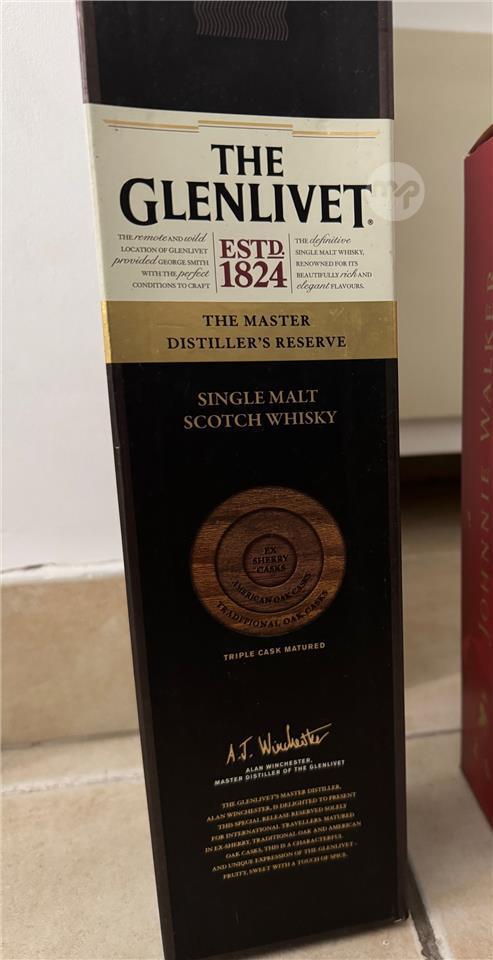 THE
GLENLIVET®
THE remote AND wild
LOCATION OF GLENLIVET
provided GEORGE SMITH
WITH THE perfect
CONDITIONS TO CRAFT
ESTD.
1824
THE definitive
SINGLE MALT WHISKY,
RENOWNED FOR ITS
BEAUTIFULLY rich AND
elegant FLAVOURS.
THE MASTER
DISTILLER'S RESERVE
SINGLE MALT
SCOTCH WHISKY
EX
SHERRY
CASKS
AMERICAN OAK CASKS
TRADITIONAL OAK CASKS
TRIPLE CASK MATURED
A.J. Winchester
ALAN WINCHESTER,
MASTER DISTILLER OF THE GLENLIVET
THE GLENLIVET'S MASTER DISTILLER,
ALAN WINCHESTER, IS DELIGHTED TO PRESENT
THIS SPECIAL RELEASE RESERVED SOLELY
FOR INTERNATIONAL TRAVELLERS. MATURED
IN EX-SHERRY, TRADITIONAL OAK AND AMERICAN
OAK CASKS, THIS IS A CHARACTERFUL
AND UNIQUE EXPRESSION OF THE GLENLIVET -
FRUITY, SWEET WITH A TOUCH OF SPICE.
JOHNNIE WALKER
mp